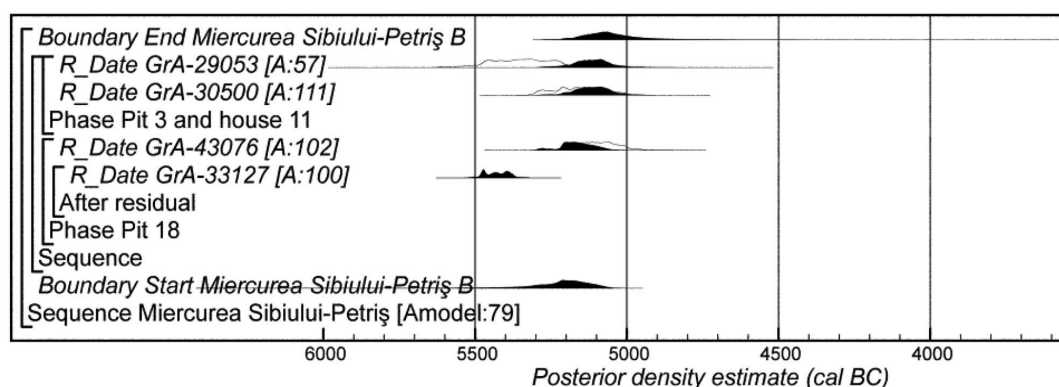 Boundary End Miercurea Sibiului-Petriş B
R_Date GrA-29053 [A:57]
R_Date GrA-30500 [A:111]
Phase Pit 3 and house 11
R_Date GrA-43076 [A:102]
R_Date GrA-33127 [A:100]
After residual
Phase Pit 18
Sequence
Boundary Start Miercurea Sibiului-Petriş B
Sequence Miercurea Sibiului-Petriş [Amodel:79]
6000 5500 5000 4500 4000
Posterior density estimate (cal BC)